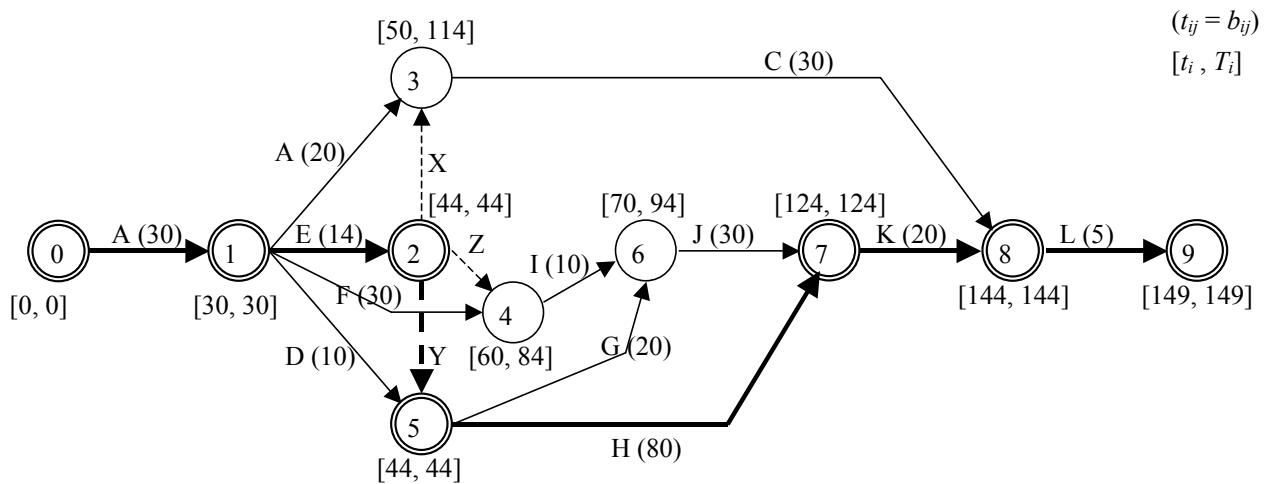 (tij = bij)
[ti , Ti]
[50, 114]
3
C (30)
A (20)
X
[44, 44]
[70, 94]
[124, 124]
0
A (30)
1
E (14)
2
Z
6
J (30)
7
K (20)
8
L (5)
9
I (10)
[0, 0]
[30, 30]
F (30)
4
[144, 144]
[149, 149]
D (10)
Y
[60, 84]
G (20)
5
H (80)
[44, 44]